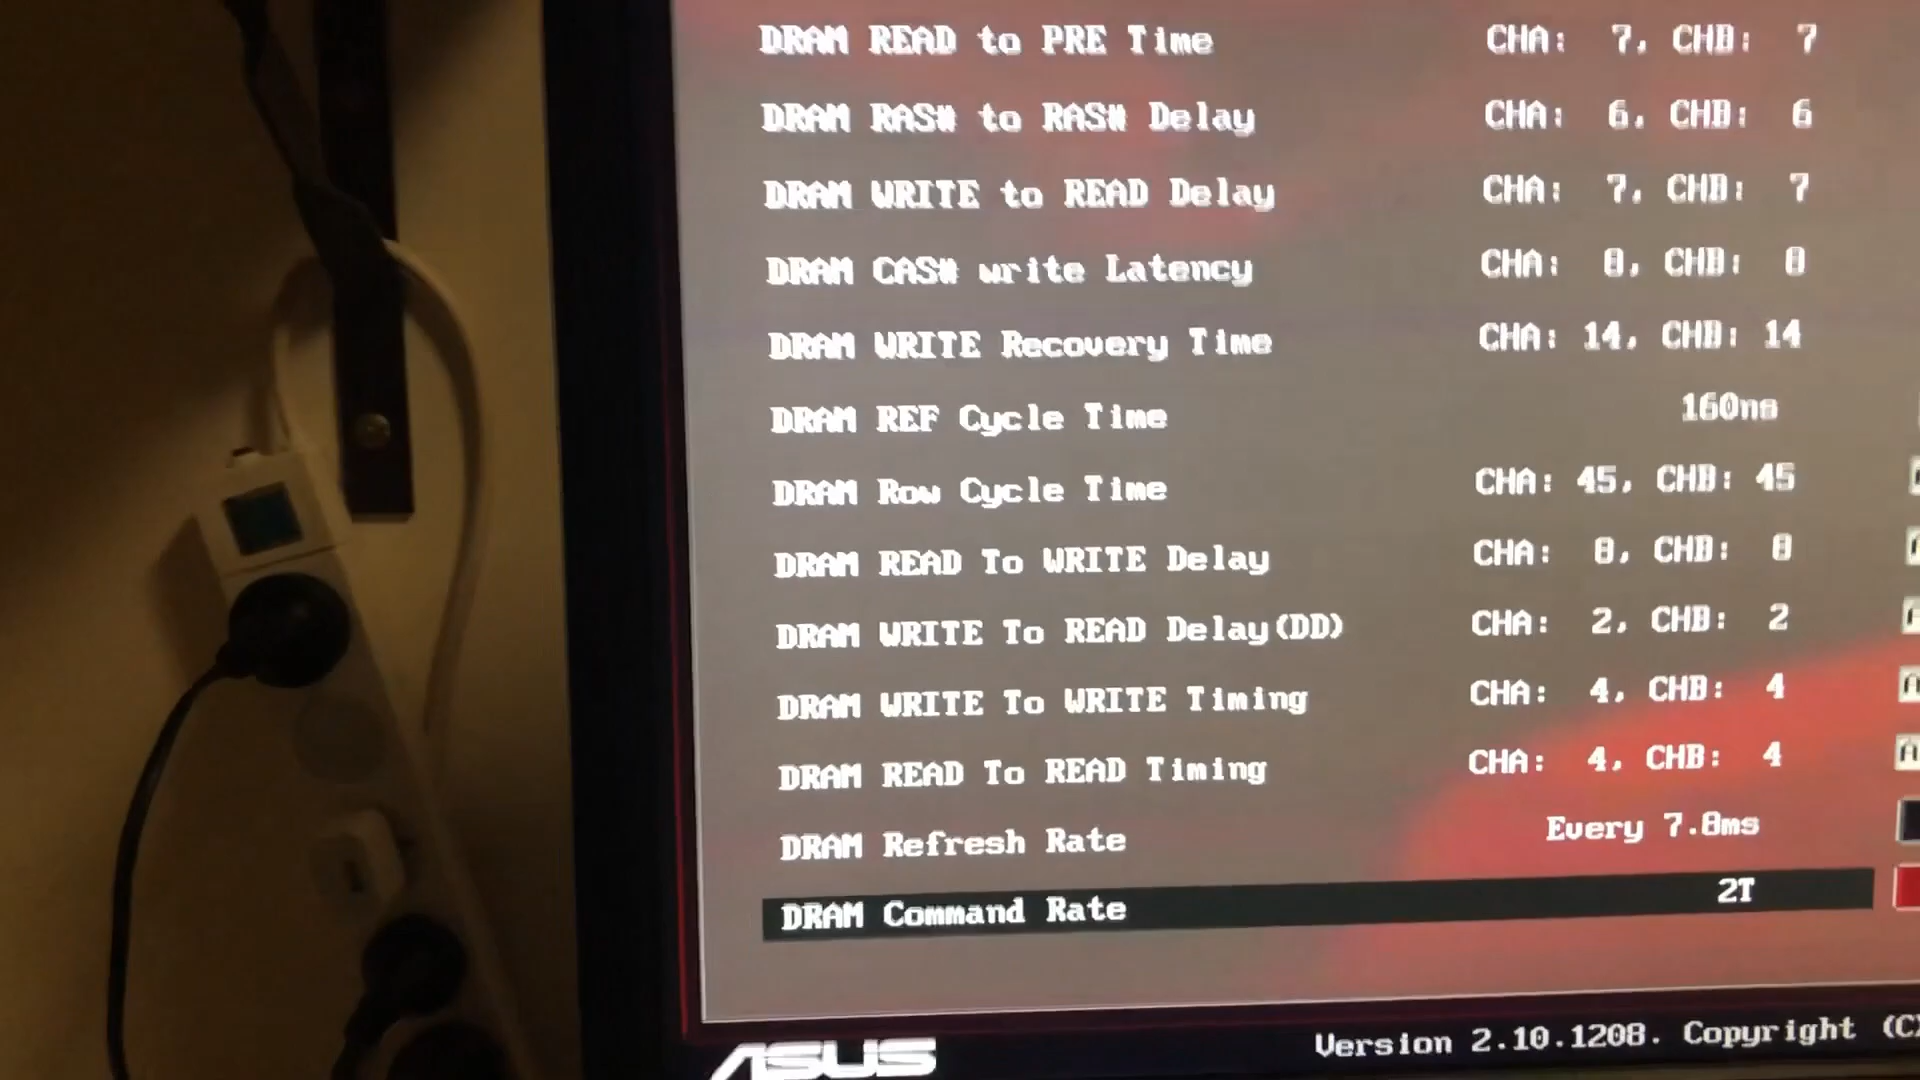 DRAM READ to PRE Time CHA: 7, CHB: 7
DRAM RAS# to RAS# Delay CHA: 6, CHB: 6
DRAM WRITE to READ Delay CHA: 7, CHB: 7
DRAM CAS# write Latency CHA: 8, CHB: 8
DRAM WRITE Recovery Time CHA: 14, CHB: 14
DRAM REF Cycle Time 160ns
DRAM Row Cycle Time CHA: 45, CHB: 45
DRAM READ To WRITE Delay CHA: 8, CHB: 8
DRAM WRITE To READ Delay(DD) CHA: 2, CHB: 2
DRAM WRITE To WRITE Timing CHA: 4, CHB: 4
DRAM READ To READ Timing CHA: 4, CHB: 4
DRAM Refresh Rate Every 7.8ms
DRAM Command Rate 2T
ASUS
Version 2.10.1208. Copyright